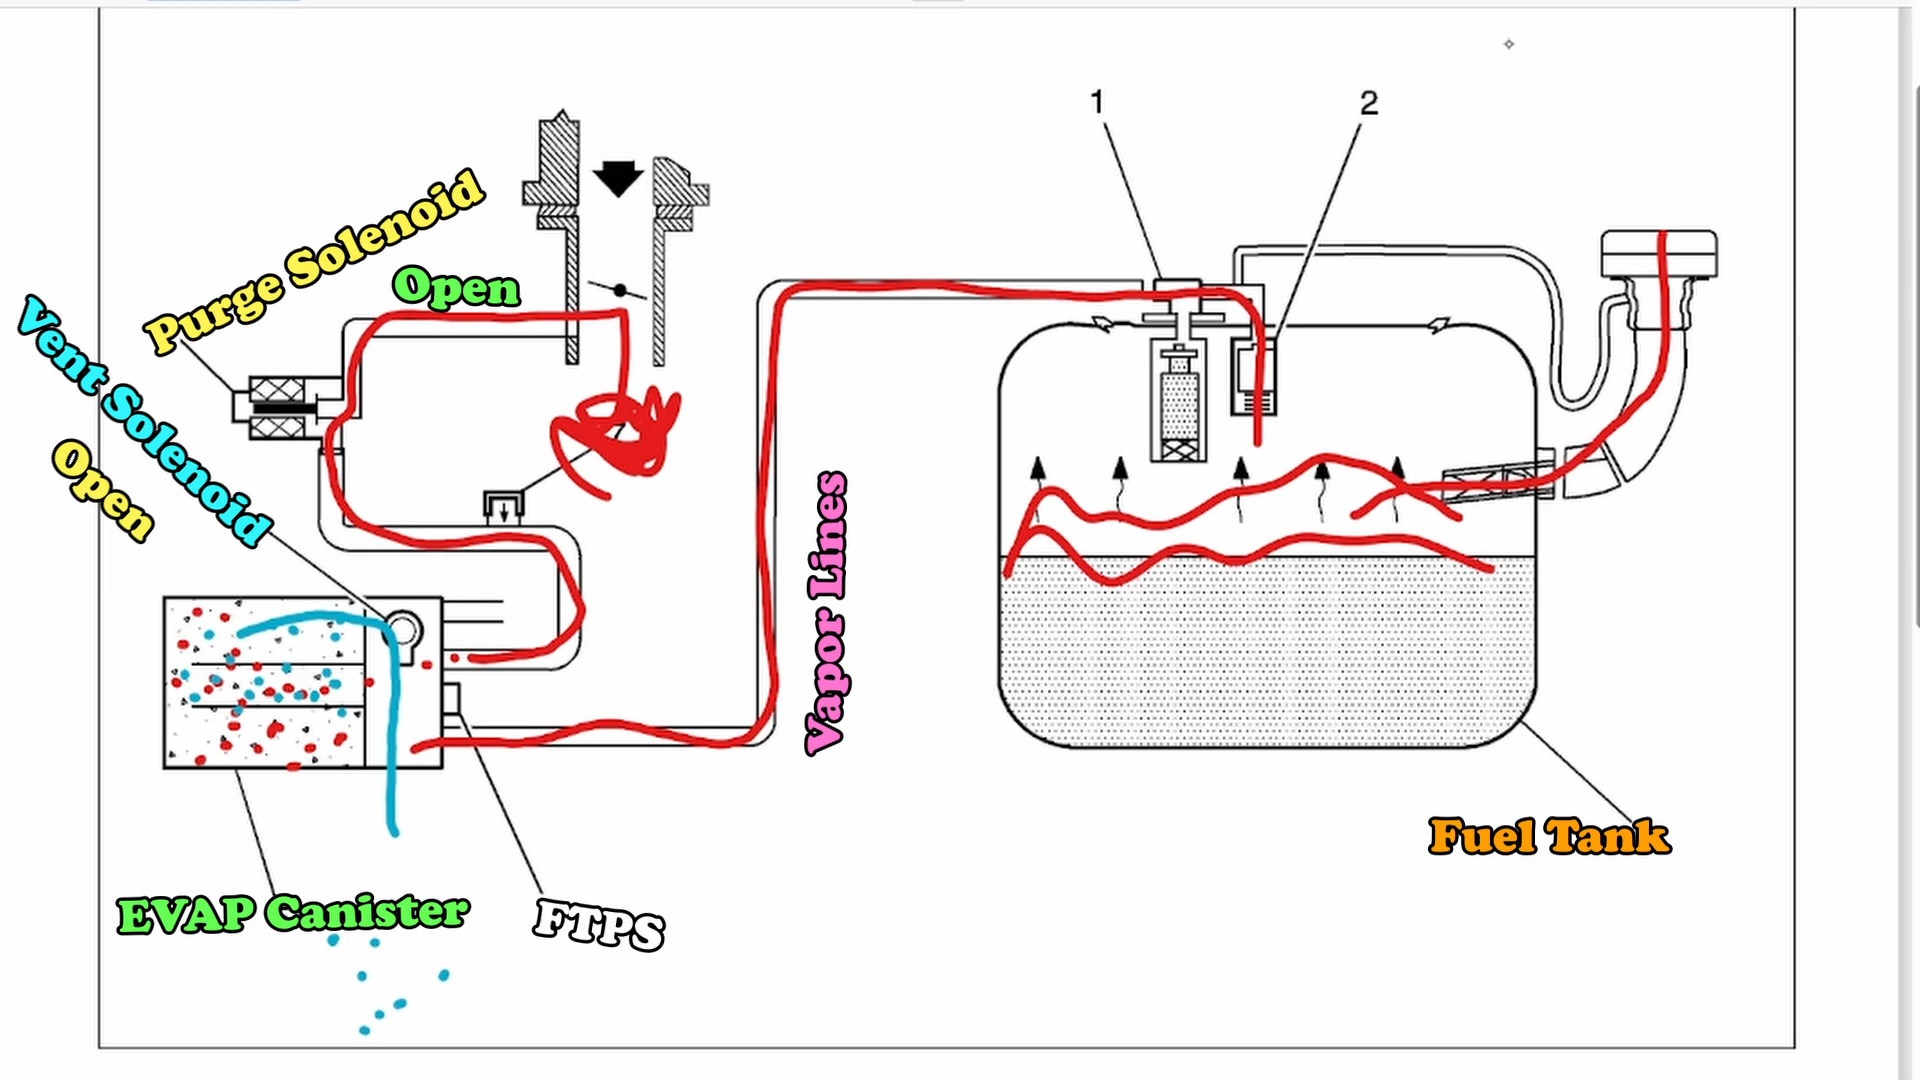 1
2
Purge Solenoid
Open
Vent Solenoid
Open
Vapor Lines
Fuel Tank
EVAP Canister
FTPS